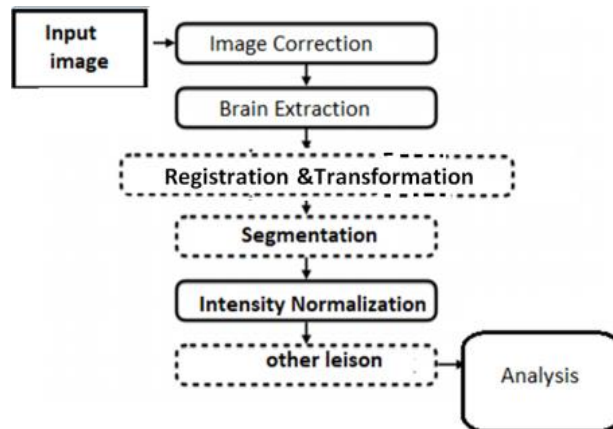 Input
image
Image Correction
Brain Extraction
Registration &Transformation
Segmentation
Intensity Normalization
other leison
Analysis